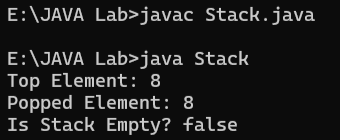 E:\JAVA Lab>javac Stack.java
E:\JAVA Lab>java Stack
Top Element: 8
Popped Element: 8
Is Stack Empty? false